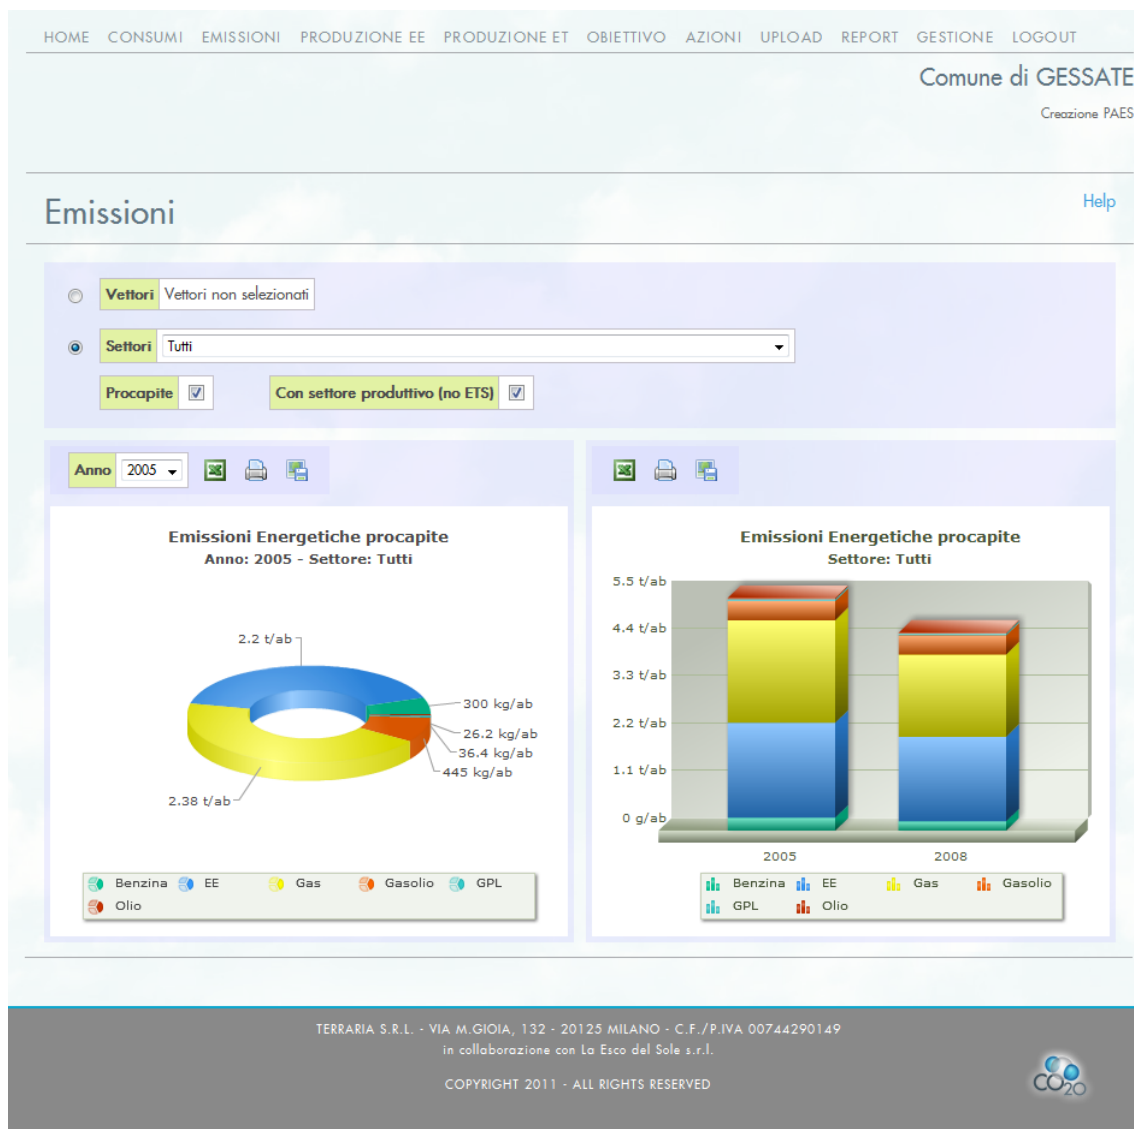 HOME CONSUMI EMISSIONI PRODUZIONE EE PRODUZIONE ET OBIETTIVO AZIONI UPLOAD REPORT GESTIONE LOGOUT
Comune di GESSATE
Creazione PAES
Emissioni
Help
Vettori Vettori non selezionati
Settori Tutti
Procapite Con settore produttivo (no ETS)
Anno 2005
Emissioni Energetiche procapite
Anno: 2005 - Settore: Tutti
2.2 t/ab
300 kg/ab
26.2 kg/ab
36.4 kg/ab
445 kg/ab
2.38 t/ab
Benzina EE Gas Gasolio GPL
Olio
Emissioni Energetiche procapite
Settore: Tutti
5.5 t/ab
4.4 t/ab
3.3 t/ab
2.2 t/ab
1.1 t/ab
0 g/ab
2005 2008
Benzina EE Gas Gasolio
GPL Olio
TERRARIA S.R.L. - VIA M.GIOIA, 132 - 20125 MILANO - C.F./P.IVA 00744290149
in collaborazione con La Esco del Sole s.r.l.
COPYRIGHT 2011 - ALL RIGHTS RESERVED
CO20